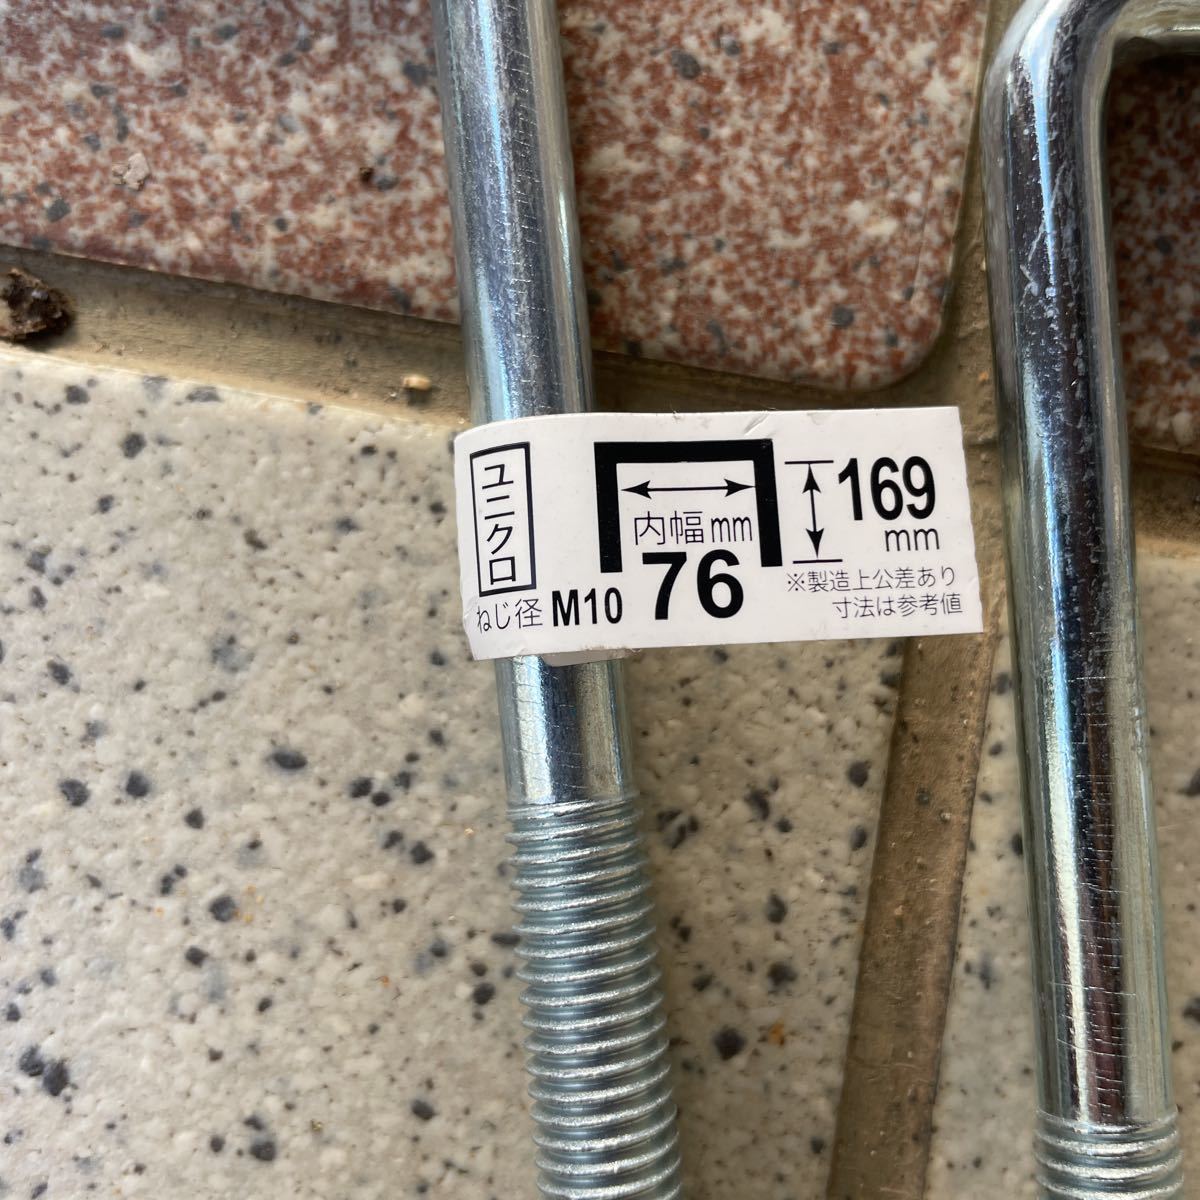 ユニクロ
ねじ径 M10
内幅mm
76
169
mm
※製造上公差あり
寸法は参考値